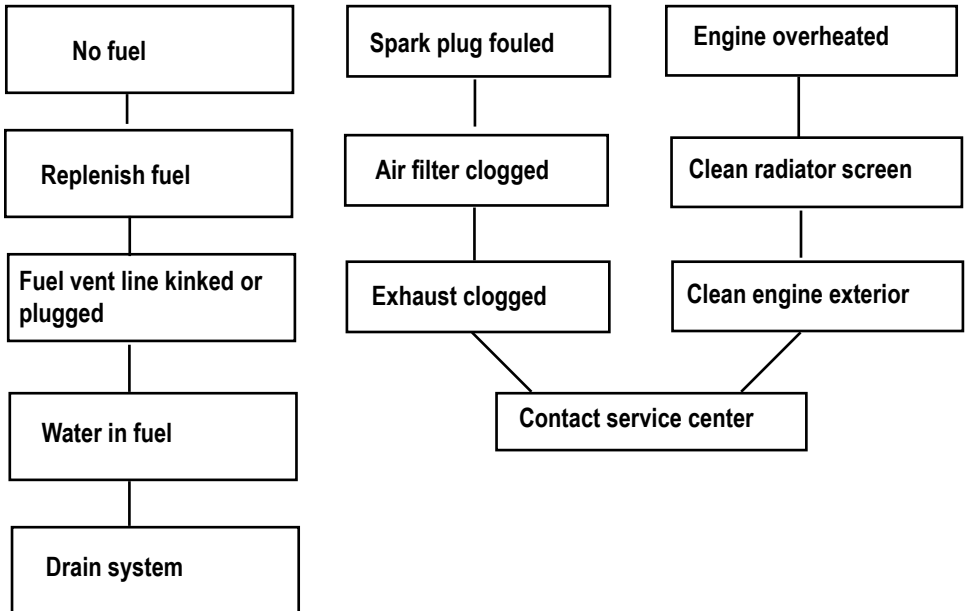 No fuel
Replenish fuel
Fuel vent line kinked or
plugged
Water in fuel
Drain system
Spark plug fouled
Air filter clogged
Exhaust clogged
Engine overheated
Clean radiator screen
Clean engine exterior
Contact service center